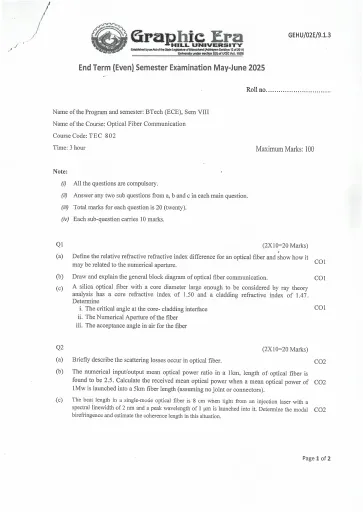 GEHU/02E/9.1.3
Graphic Era
HILL UNIVERSITY
End Term (Even) Semester Examination May-June 2025
Roll no..............................
Name of the Program and semester: BTech (ECE), Sem VIII
Name of the Course: Optical Fiber Communication
Course Code: TEC 802
Time: 3 hour
Maximum Marks: 100
Note:
(i) All the questions are compulsory.
(ii) Answer any two sub questions from a, b and c in each main question.
(iii) Total marks for each question is 20 (twenty).
(iv) Each sub-question carries 10 marks.
Q1 (2X10=20 Marks)
(a) Define the relative refractive refractive index difference for an optical fiber and show how it
may be related to the numerical aperture. CO1
(b) Draw and explain the general block diagram of optical fiber communication. CO1
(c) A silica optical fiber with a core diameter large enough to be considered by ray theory
analysis has a core refractive index of 1.50 and a cladding refractive index of 1.47.
Determine
i. The critical angle at the core- cladding interface CO1
ii. The Numerical Aperture of the fiber
iii. The acceptance angle in air for the fiber
Q2 (2X10=20 Marks)
(a) Briefly describe the scattering losses occur in optical fiber. CO2
(b) The numerical input/output mean optical power ratio in a 1km, length of optical fiber is
found to be 2.5. Calculate the received mean optical power when a mean optical power of CO2
1Mw is launched into a 5km fiber length (assuming no joint or connectors).
(c) The beat length in a single-mode optical fiber is 8 cm when light from an injection laser with a
spectral linewidth of 2 nm and a peak wavelength of 1 μm is launched into it. Determine the modal CO2
birefringence and estimate the coherence length in this situation.
Page 1 of 2